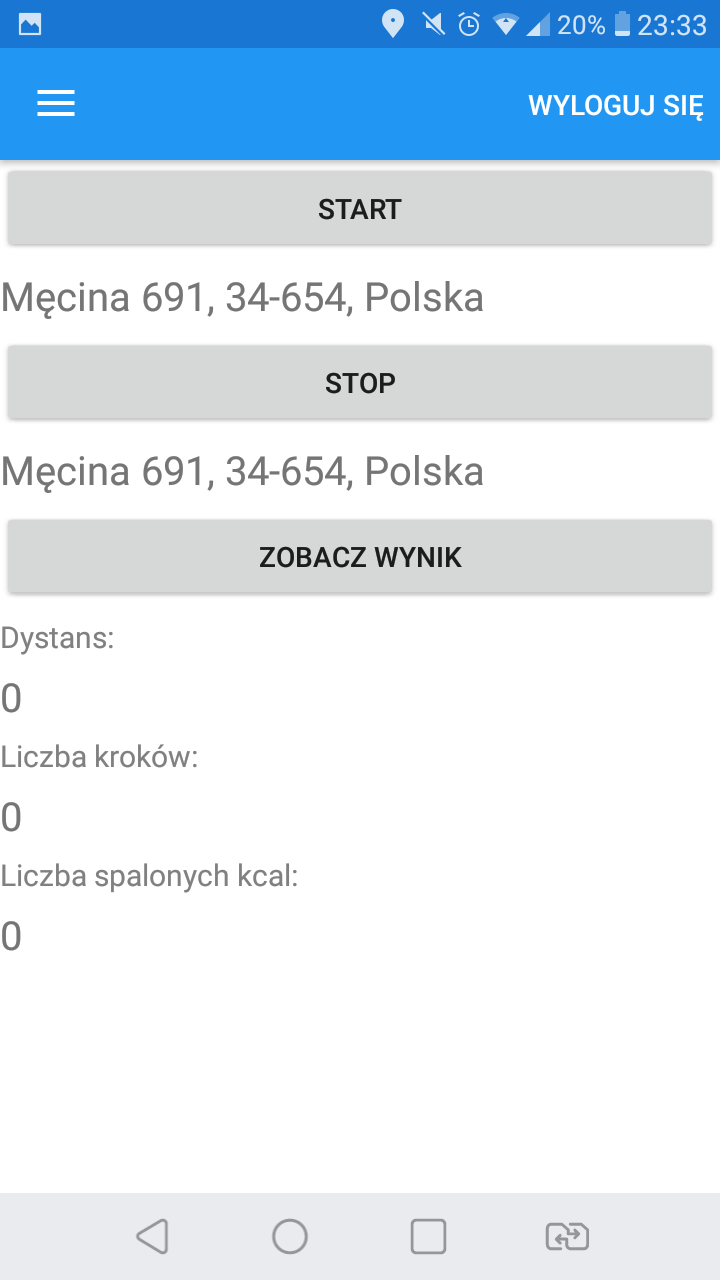 20% 23:33
WYLOGUJ SIĘ
START
Męcina 691, 34-654, Polska
STOP
Męcina 691, 34-654, Polska
ZOBACZ WYNIK
Dystans:
0
Liczba kroków:
0
Liczba spalonych kcal:
0